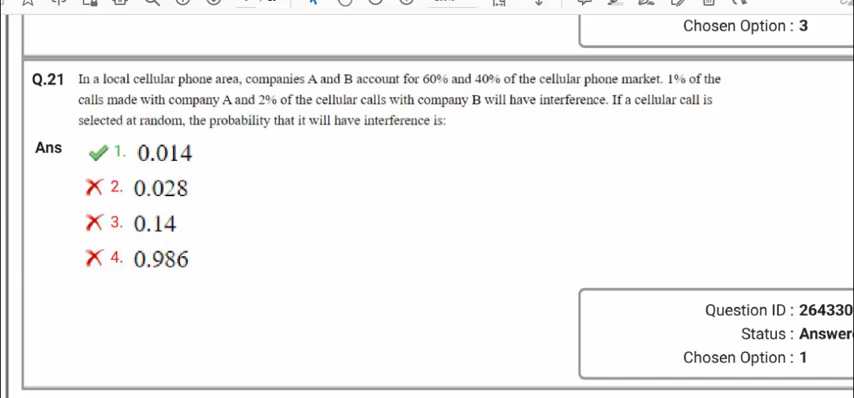 Chosen Option : 3
Q.21 In a local cellular phone area, companies A and B account for 60% and 40% of the cellular phone market. 1% of the
calls made with company A and 2% of the cellular calls with company B will have interference. If a cellular call is
selected at random, the probability that it will have interference is:
Ans 1. 0.014
2. 0.028
3. 0.14
4. 0.986
Question ID : 264330
Status : Answer
Chosen Option : 1